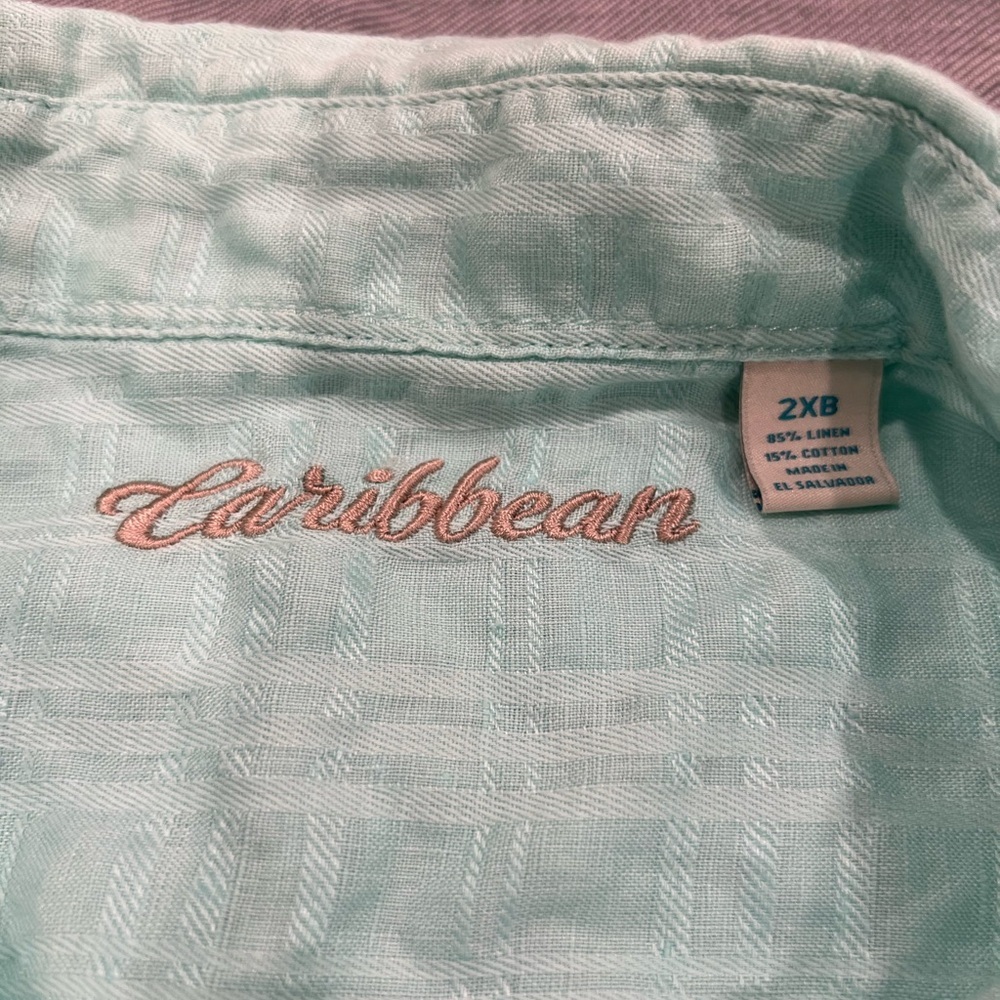 Caribbean
2XB
85% LINEN
15% COTTON
MADE IN
EL SALVADOR